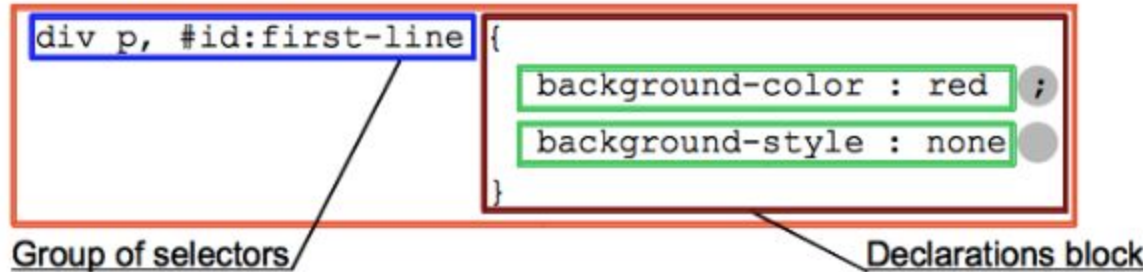 div p, #id:first-line {
background-color : red ;
background-style : none
}
Group of selectors
Declarations block